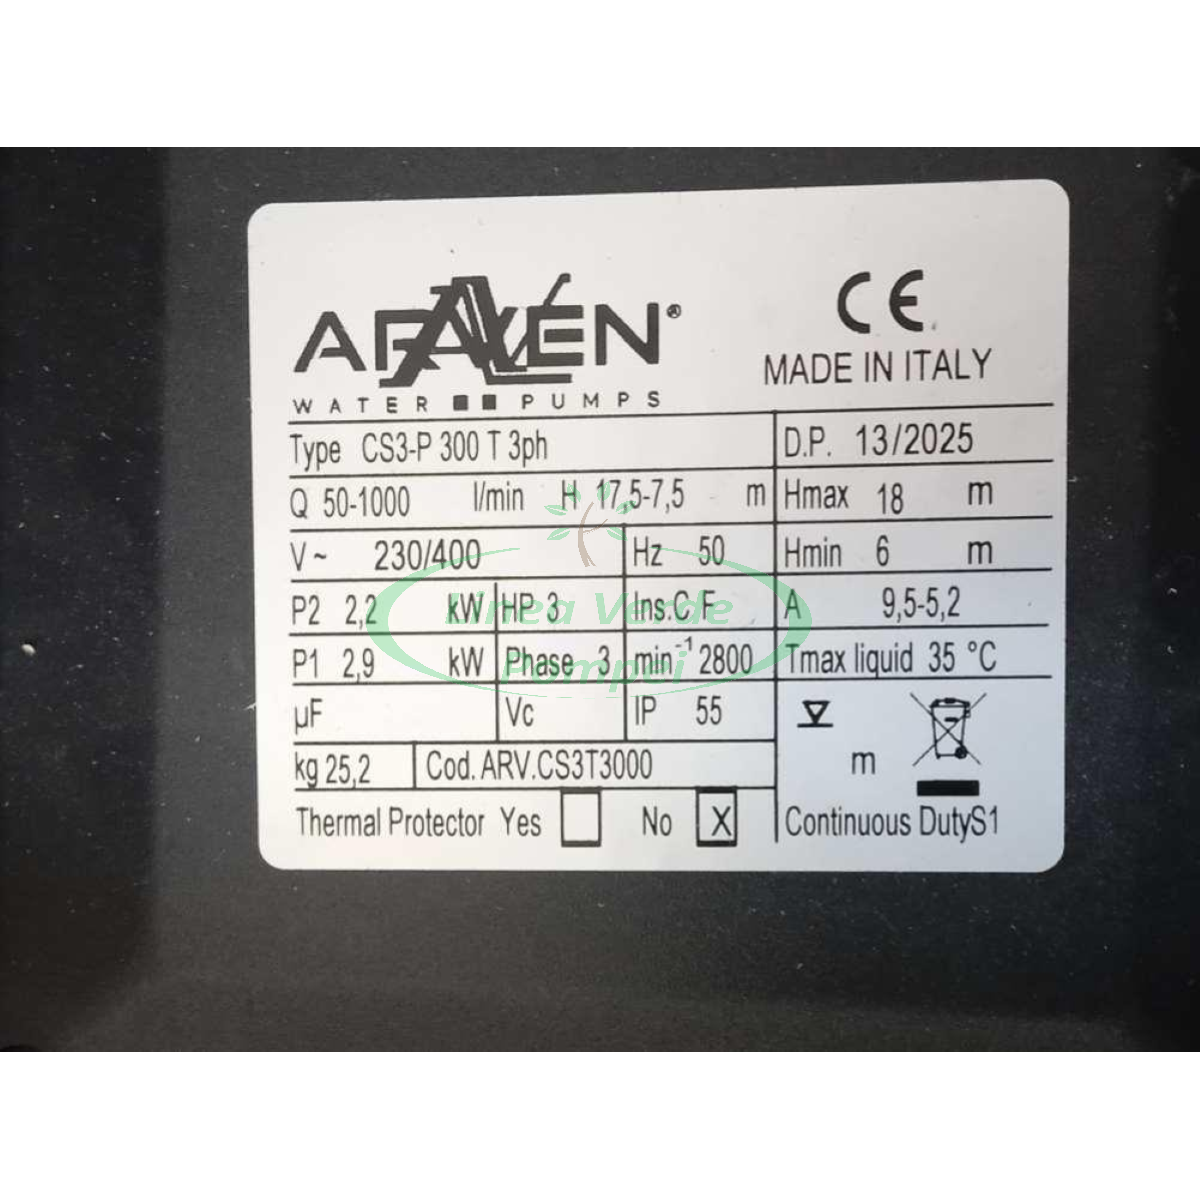 ARAVÉN®
WATER PUMPS
CE
MADE IN ITALY
Type CS3-P 300 T 3ph
D.P. 13/2025
Q 50-1000 l/min H 17,5-7,5 m
Hmax 18 m
V~ 230/400 Hz 50
Hmin 6 m
P2 2,2 kW HP 3 Ins.C F
A 9,5-5,2
P1 2,9 kW Phase 3 min⁻¹ 2800
Tmax liquid 35 °C
µF Vc IP 55
m
kg 25,2 Cod. ARV.CS3T3000
Thermal Protector Yes No X
Continuous DutyS1
Linea Verde
Pompei